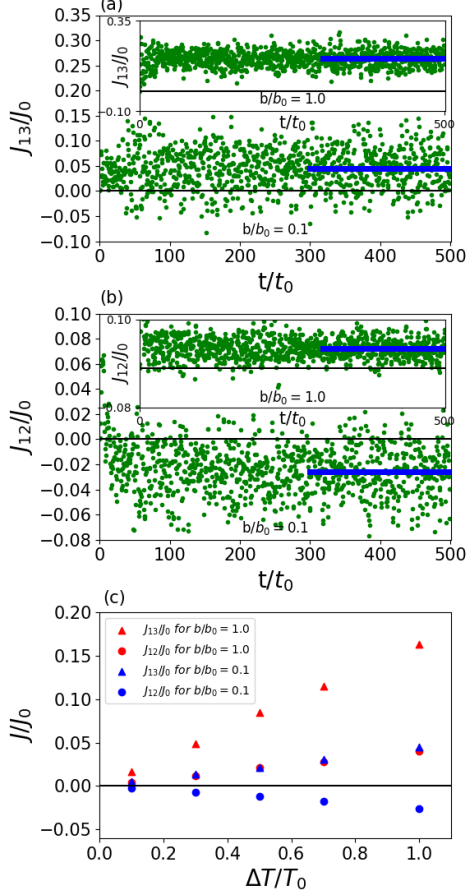 (a)
0.35
0.30
0.25
0.20
0.15
0.10
0.05
0.00
−0.05
−0.10
J13/J0
0.35
−0.10
J13/J0
b/b0 = 1.0
0
500
t/t0
b/b0 = 0.1
0
100
200
300
400
500
t/t0
(b)
0.10
0.08
0.06
0.04
0.02
0.00
−0.02
−0.04
−0.06
−0.08
J12/J0
0.10
−0.08
J12/J0
b/b0 = 1.0
0
500
t/t0
b/b0 = 0.1
0
100
200
300
400
500
t/t0
(c)
0.20
0.15
0.10
0.05
0.00
−0.05
J/J0
J13/J0 for b/b0 = 1.0
J12/J0 for b/b0 = 1.0
J13/J0 for b/b0 = 0.1
J12/J0 for b/b0 = 0.1
0.0
0.2
0.4
0.6
0.8
1.0
ΔT/T0